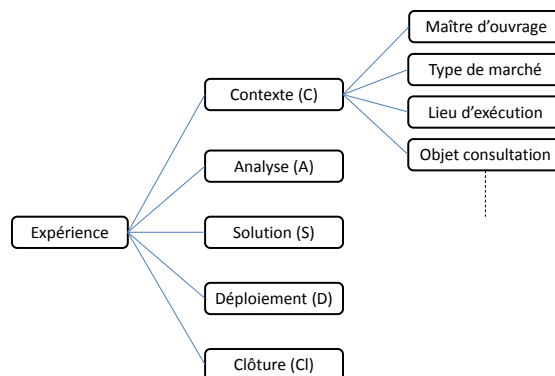 Maître d'ouvrage
Contexte (C)
Type de marché
Lieu d'exécution
Objet consultation
Analyse (A)
Expérience
Solution (S)
Déploiement (D)
Clôture (Cl)